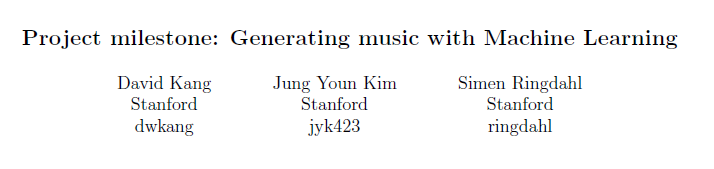 Project milestone: Generating music with Machine Learning
David Kang Jung Youn Kim Simen Ringdahl
Stanford Stanford Stanford
dwkang jyk423 ringdahl